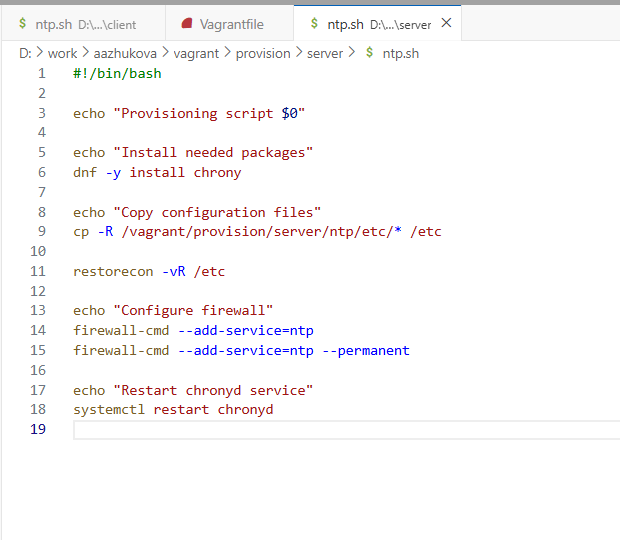 $ ntp.sh D:\...\client Vagrantfile $ ntp.sh D:\...\server ×
D: > work > aazhukova > vagrant > provision > server > $ ntp.sh
1 #!/bin/bash
2
3 echo "Provisioning script $0"
4
5 echo "Install needed packages"
6 dnf -y install chrony
7
8 echo "Copy configuration files"
9 cp -R /vagrant/provision/server/ntp/etc/* /etc
10
11 restorecon -vR /etc
12
13 echo "Configure firewall"
14 firewall-cmd --add-service=ntp
15 firewall-cmd --add-service=ntp --permanent
16
17 echo "Restart chronyd service"
18 systemctl restart chronyd
19